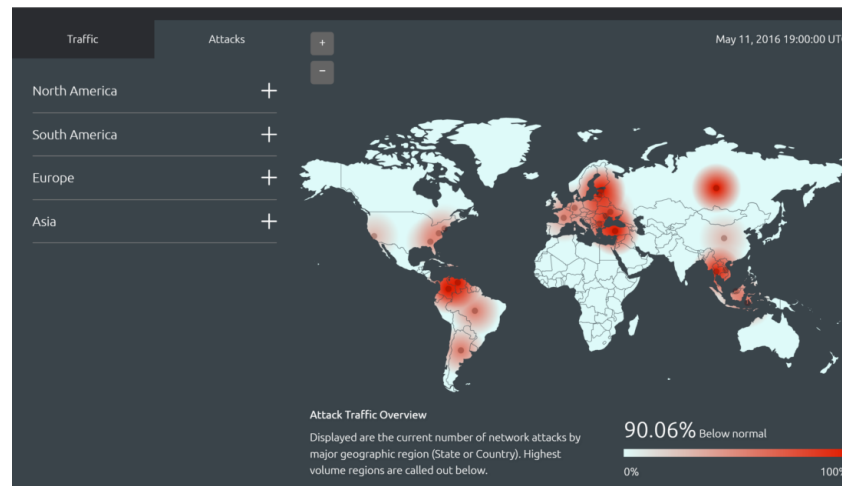 Traffic
Attacks
+
−
May 11, 2016 19:00:00 UT
North America +
South America +
Europe +
Asia +
Attack Traffic Overview
Displayed are the current number of network attacks by
major geographic region (State or Country). Highest
volume regions are called out below.
90.06% Below normal
0%
100%